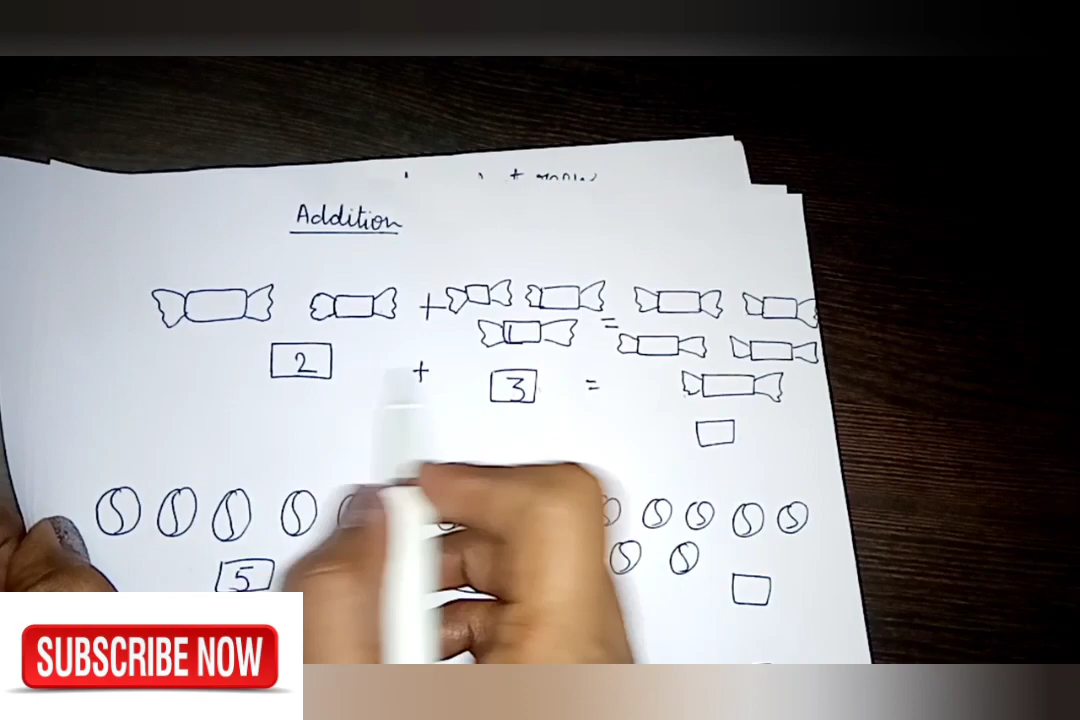 Addition
+ =
2 + 3 =
5
SUBSCRIBE NOW